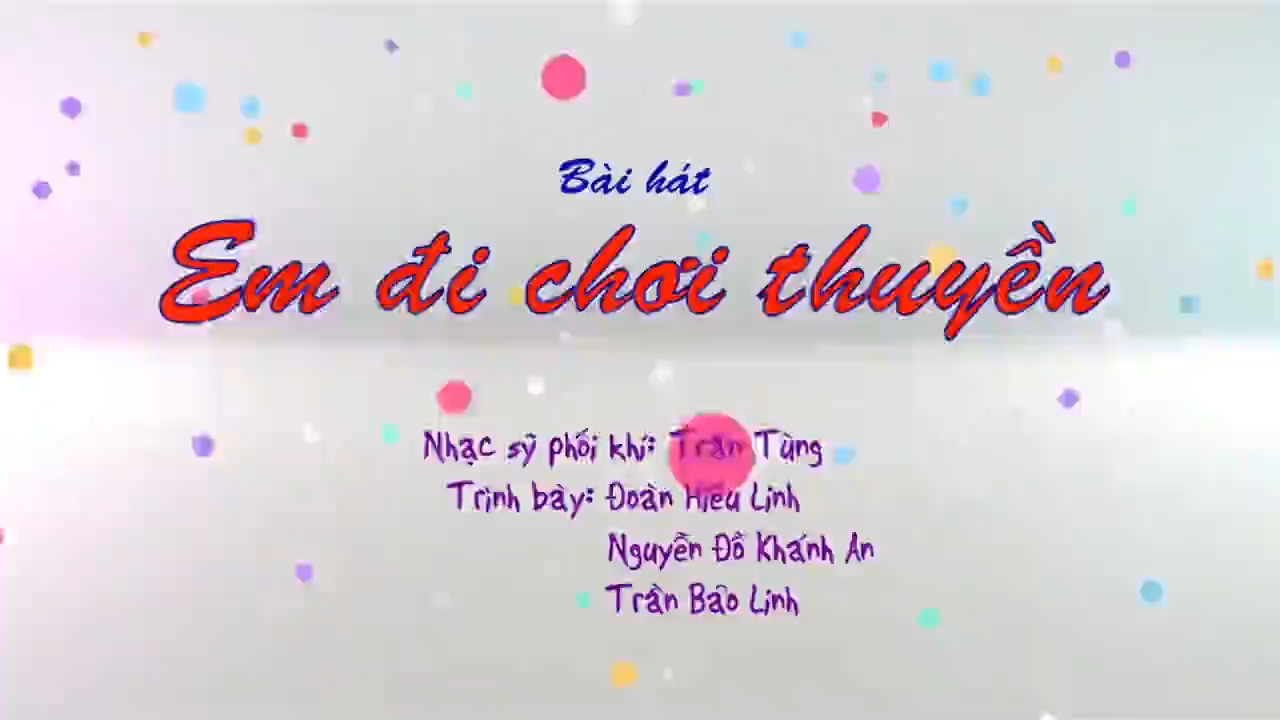 Bài hát
Em đi chơi thuyền
Nhạc sỹ phối khí: Trần Tùng
Trình bày: Đoàn Hiếu Linh
Nguyễn Đỗ Khánh An
Trần Bảo Linh